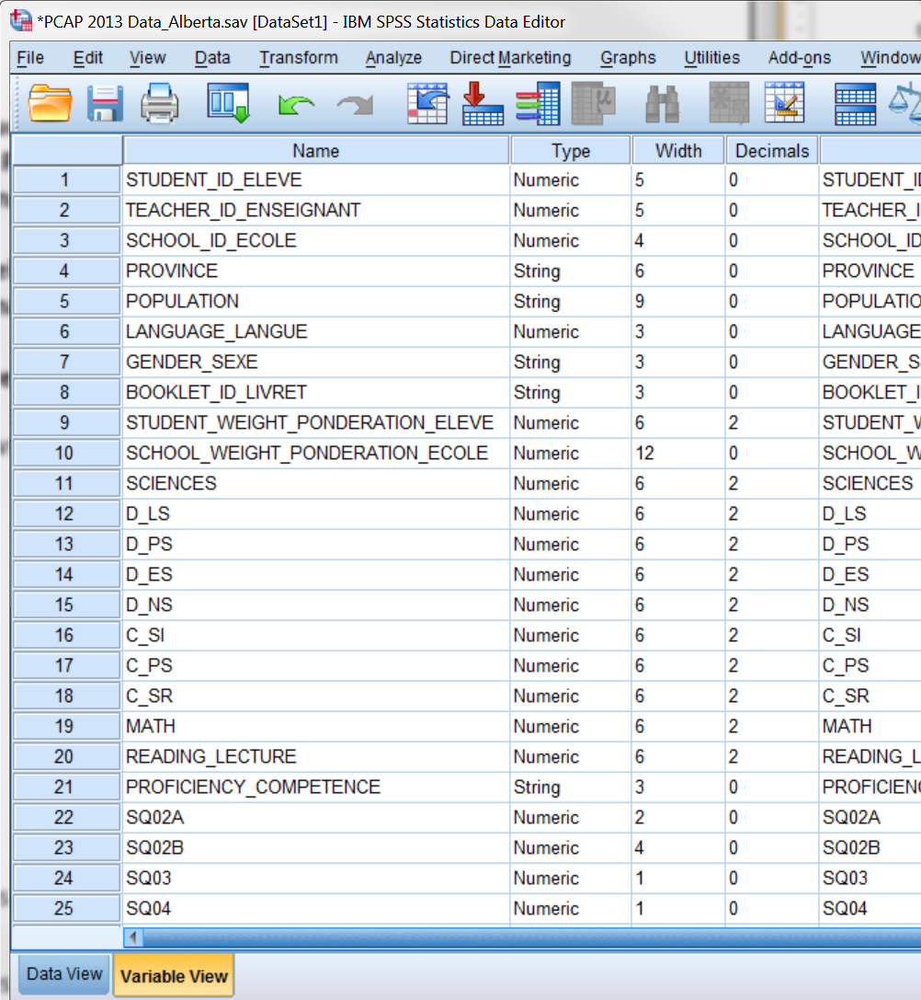 *PCAP 2013 Data_Alberta.sav [DataSet1] - IBM SPSS Statistics Data Editor
File Edit View Data Transform Analyze Direct Marketing Graphs Utilities Add-ons Window
Name Type Width Decimals
1 STUDENT_ID_ELEVE Numeric 5 0 STUDENT_ID
2 TEACHER_ID_ENSEIGNANT Numeric 5 0 TEACHER_I
3 SCHOOL_ID_ECOLE Numeric 4 0 SCHOOL_ID
4 PROVINCE String 6 0 PROVINCE
5 POPULATION String 9 0 POPULATIO
6 LANGUAGE_LANGUE Numeric 3 0 LANGUAGE
7 GENDER_SEXE String 3 0 GENDER_S
8 BOOKLET_ID_LIVRET String 3 0 BOOKLET_I
9 STUDENT_WEIGHT_PONDERATION_ELEVE Numeric 6 2 STUDENT_W
10 SCHOOL_WEIGHT_PONDERATION_ECOLE Numeric 12 0 SCHOOL_W
11 SCIENCES Numeric 6 2 SCIENCES
12 D_LS Numeric 6 2 D_LS
13 D_PS Numeric 6 2 D_PS
14 D_ES Numeric 6 2 D_ES
15 D_NS Numeric 6 2 D_NS
16 C_SI Numeric 6 2 C_SI
17 C_PS Numeric 6 2 C_PS
18 C_SR Numeric 6 2 C_SR
19 MATH Numeric 6 2 MATH
20 READING_LECTURE Numeric 6 2 READING_L
21 PROFICIENCY_COMPETENCE String 3 0 PROFICIENC
22 SQ02A Numeric 2 0 SQ02A
23 SQ02B Numeric 4 0 SQ02B
24 SQ03 Numeric 1 0 SQ03
25 SQ04 Numeric 1 0 SQ04
Data View Variable View